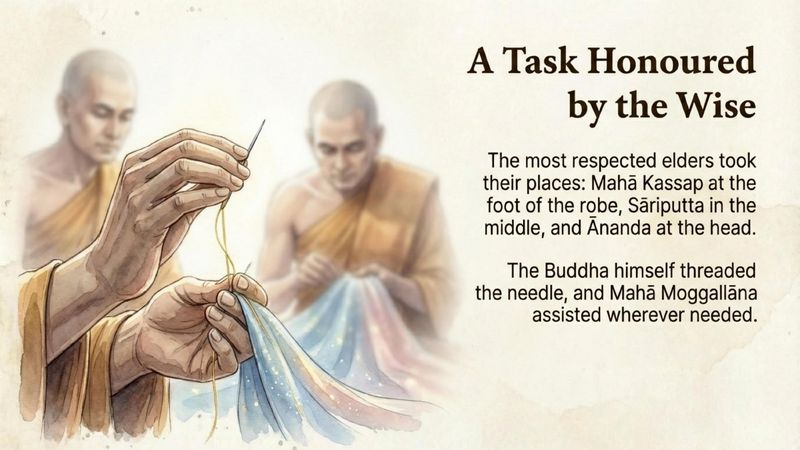 A Task Honoured
by the Wise
The most respected elders took
their places: Mahā Kassap at the
foot of the robe, Sāriputta in the
middle, and Ānanda at the head.
The Buddha himself threaded
the needle, and Mahā Moggallāna
assisted wherever needed.